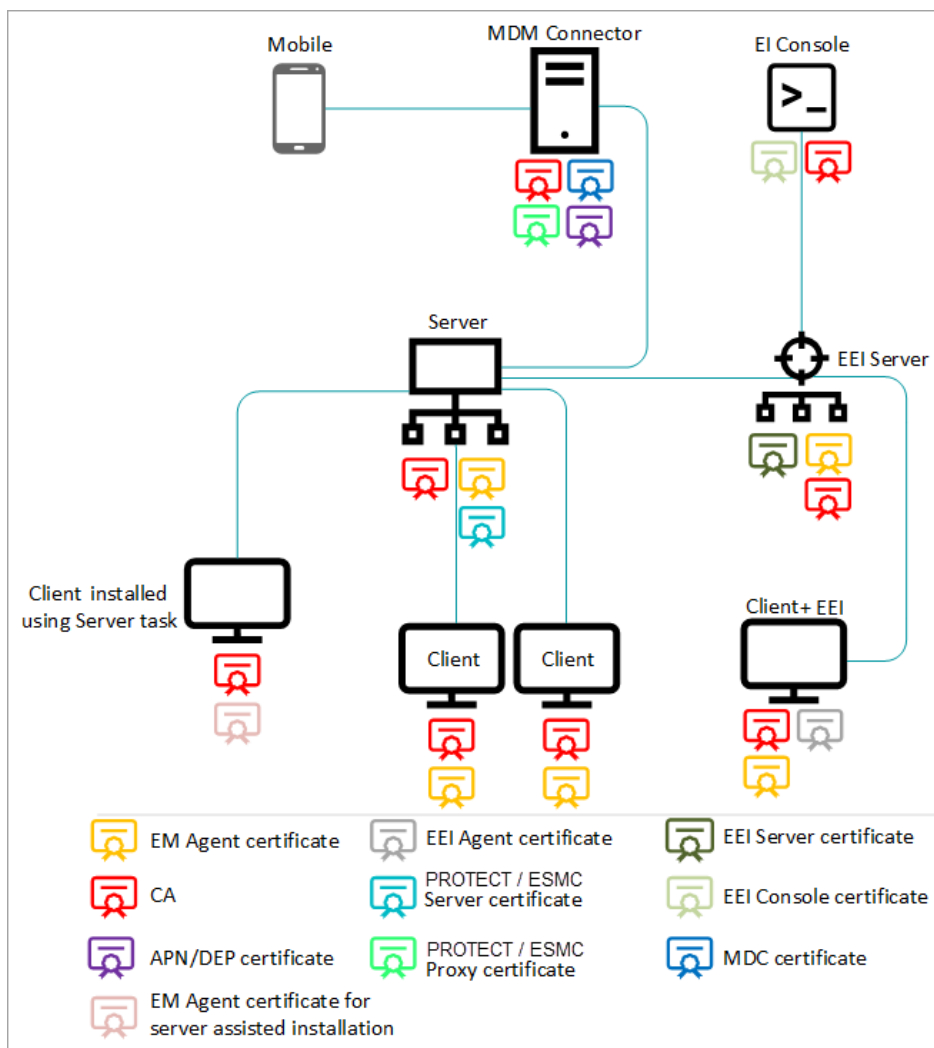 Mobile
MDM Connector
EI Console
>_
Server
EEI Server
Client installed
using Server task
Client
Client
Client+ EEI
EM Agent certificate
EEI Agent certificate
EEI Server certificate
CA
PROTECT / ESMC
Server certificate
EEI Console certificate
APN/DEP certificate
PROTECT / ESMC
Proxy certificate
MDC certificate
EM Agent certificate for
server assisted installation